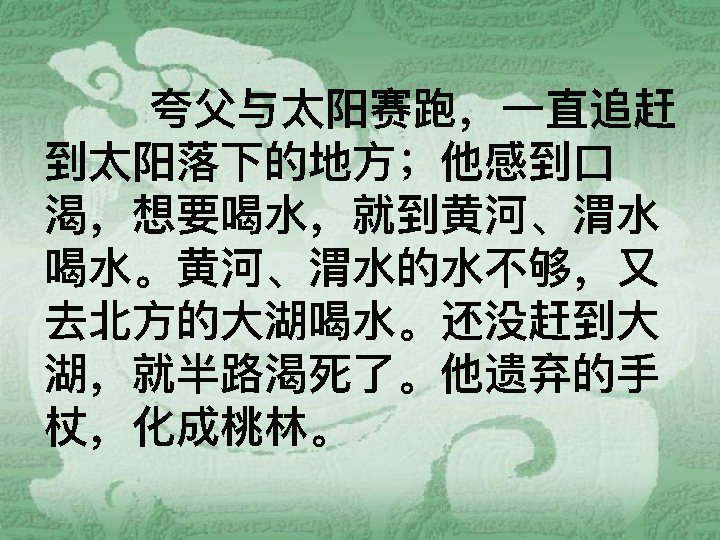 夸父与太阳赛跑，一直追赶
到太阳落下的地方；他感到口
渴，想要喝水，就到黄河、渭水
喝水。黄河、渭水的水不够，又
去北方的大湖喝水。还没赶到大
湖，就半路渴死了。他遗弃的手
杖，化成桃林。